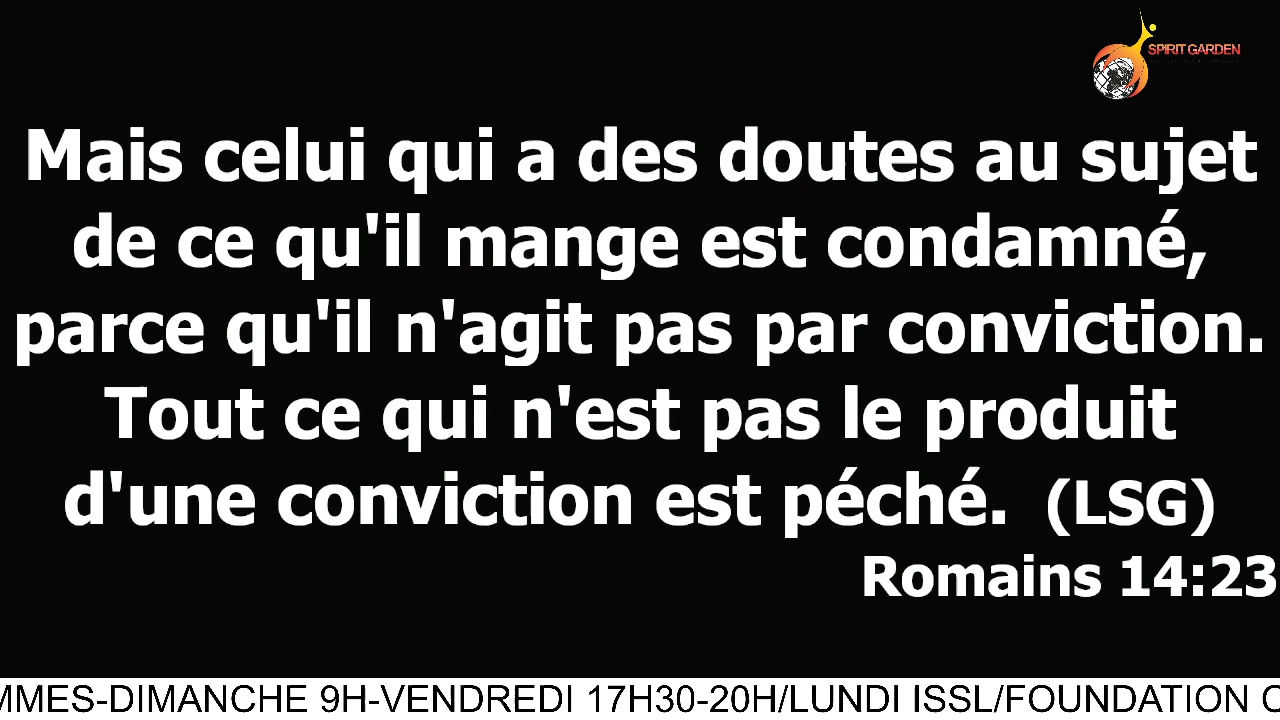 SPIRIT GARDEN
Mais celui qui a des doutes au sujet
de ce qu'il mange est condamné,
parce qu'il n'agit pas par conviction.
Tout ce qui n'est pas le produit
d'une conviction est péché. (LSG)
Romains 14:23
MMES-DIMANCHE 9H-VENDREDI 17H30-20H/LUNDI ISSL/FOUNDATION